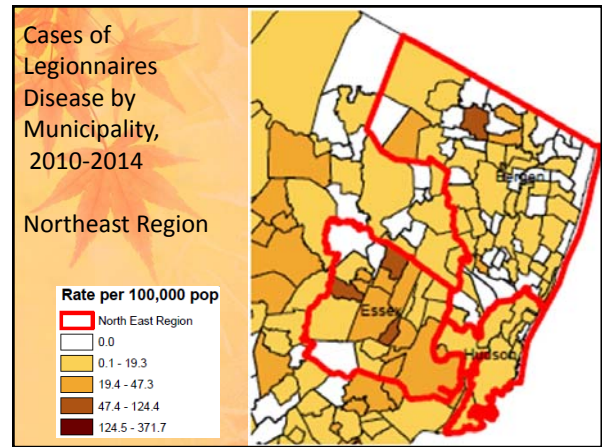 Cases of
Legionnaires
Disease by
Municipality,
2010-2014
Northeast Region
Rate per 100,000 pop
North East Region
0.0
0.1 - 19.3
19.4 - 47.3
47.4 - 124.4
124.5 - 371.7
Bergen
Essex
Hudson